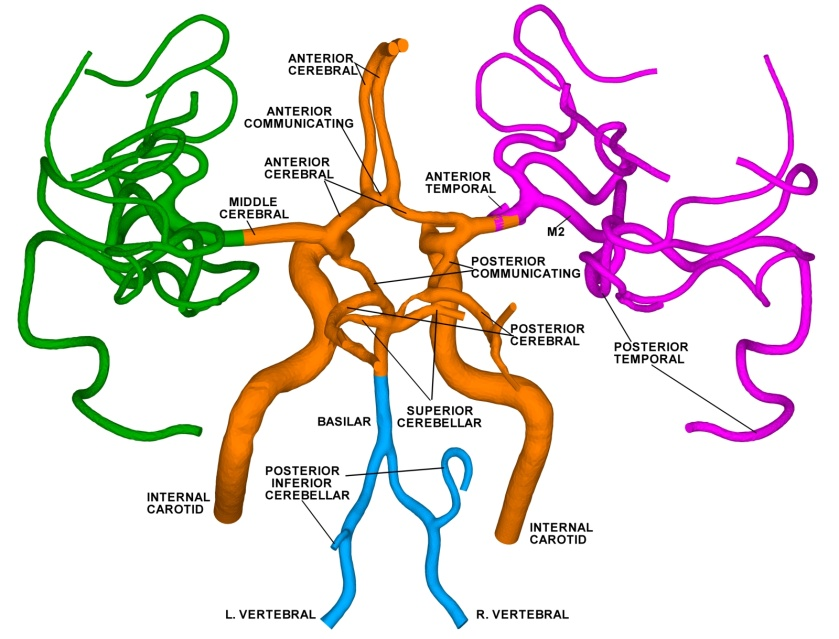 ANTERIOR
CEREBRAL
ANTERIOR
COMMUNICATING
ANTERIOR
CEREBRAL
ANTERIOR
TEMPORAL
MIDDLE
CEREBRAL
M2
POSTERIOR
COMMUNICATING
POSTERIOR
CEREBRAL
POSTERIOR
TEMPORAL
SUPERIOR
CEREBELLAR
BASILAR
POSTERIOR
INFERIOR
CEREBELLAR
INTERNAL
CAROTID
INTERNAL
CAROTID
L. VERTEBRAL
R. VERTEBRAL